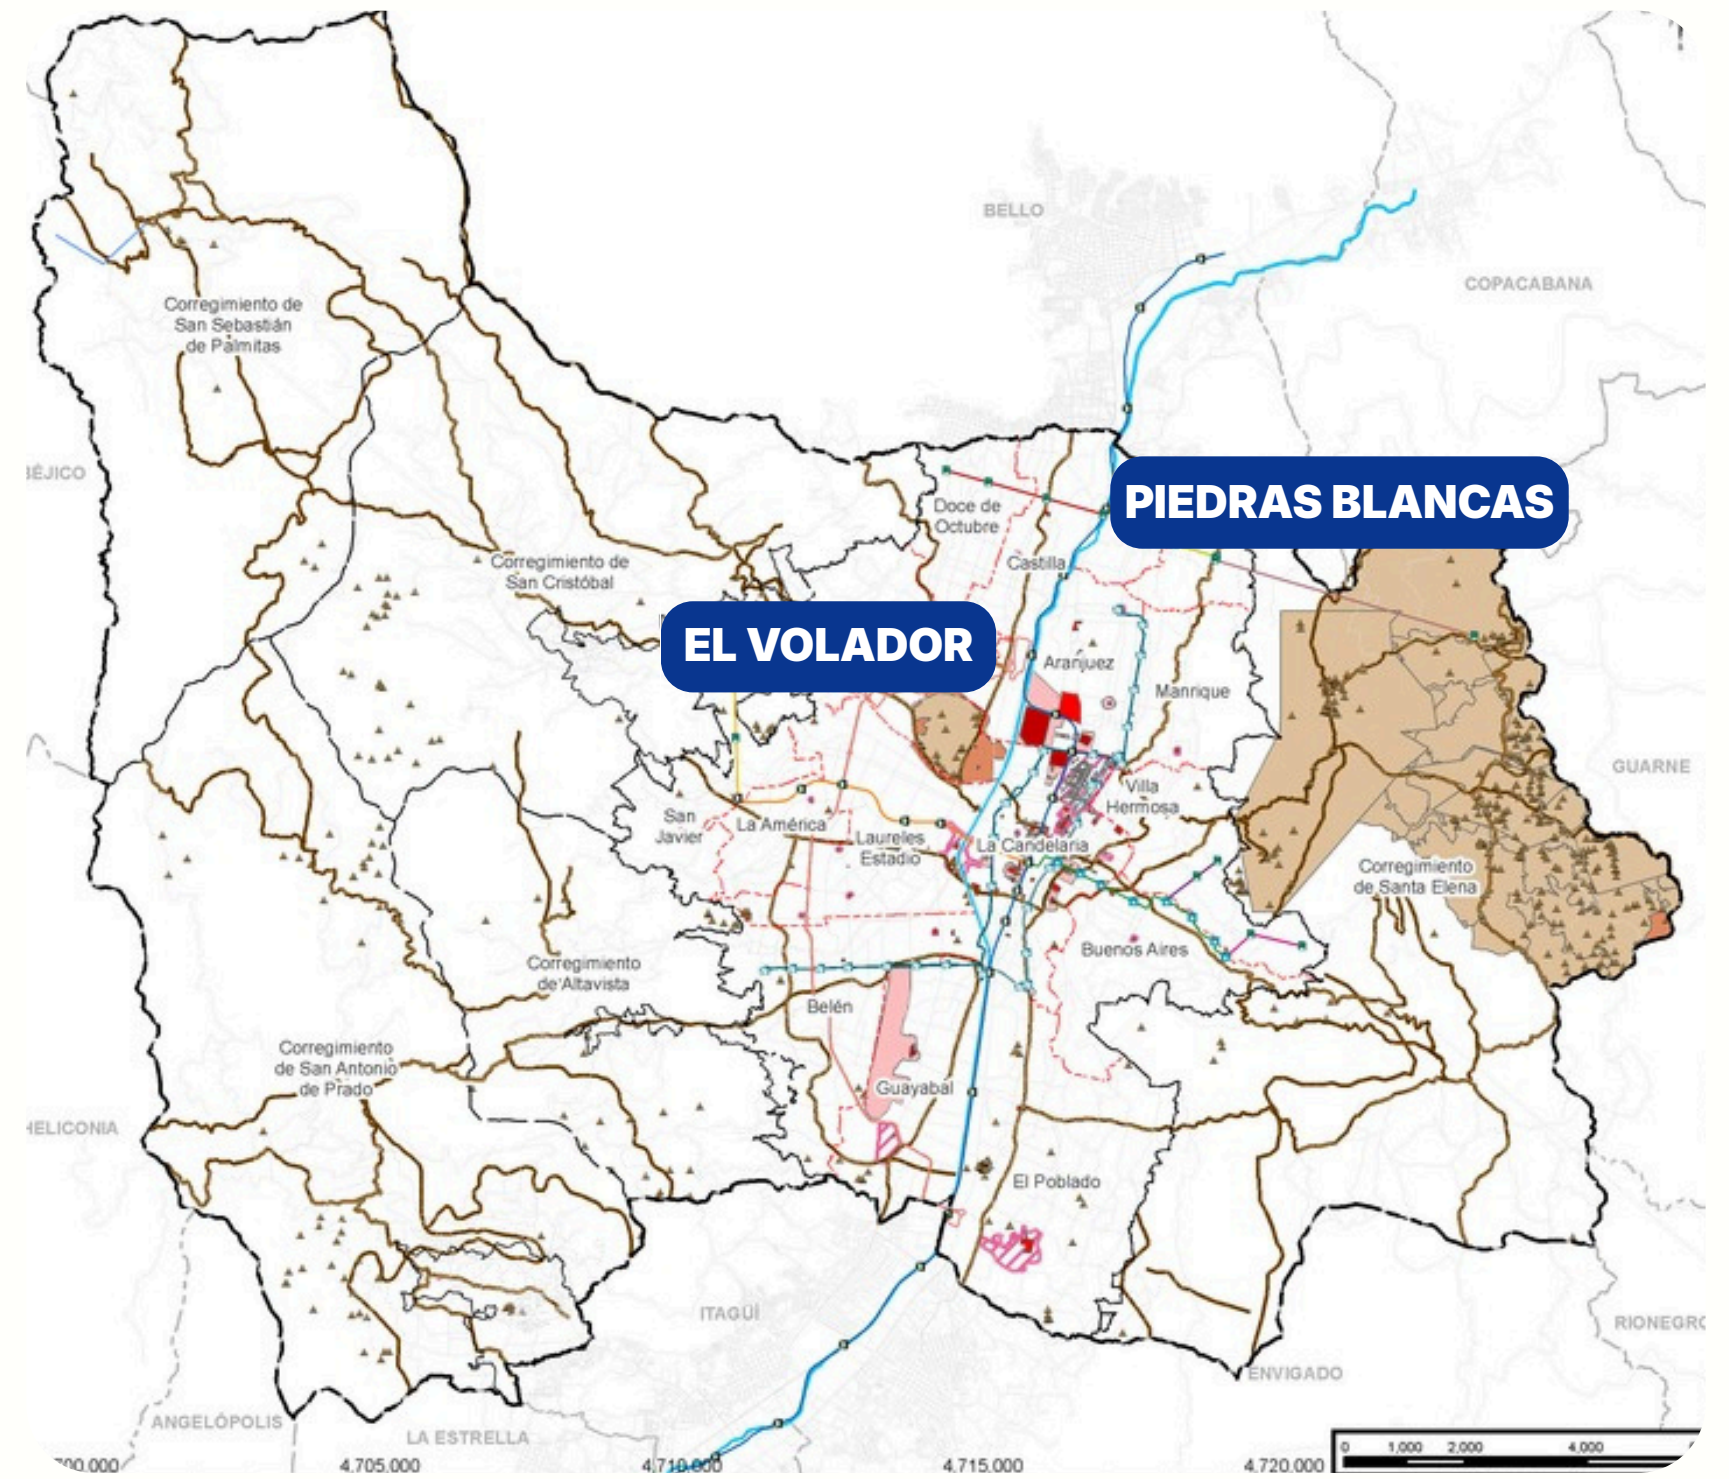 BELLO
COPACABANA
Corregimiento de
San Sebastián
de Palmitas
BÉJICO
PIEDRAS BLANCAS
Doce de
Octubre
Castilla
Corregimiento de
San Cristóbal
EL VOLADOR
Aranjuez
Manrique
GUARNE
Villa
Hermosa
San
Javier
La América
Laureles
Estadio
La Candelaria
Corregimiento
de Santa Elena
Buenos Aires
Corregimiento
de Altavista
Belén
Corregimiento
de San Antonio
de Prado
Guayabal
HELICONIA
El Poblado
ITAGÜÍ
RIONEGRO
ENVIGADO
ANGELÓPOLIS
LA ESTRELLA
0 1,000 2,000 4,000
700,000 4,705,000 4,710,000 4,715,000 4,720,000